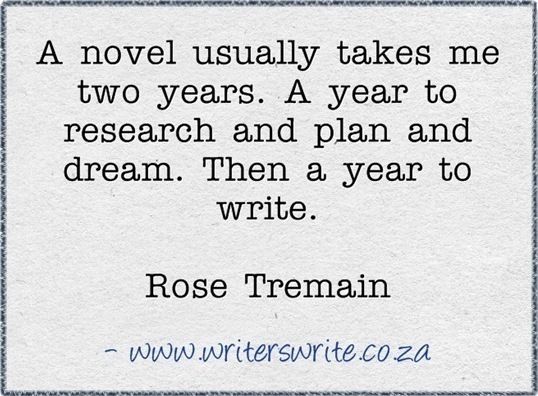 A novel usually takes me
two years. A year to
research and plan and
dream. Then a year to
write.
Rose Tremain
- www.writerswrite.co.za